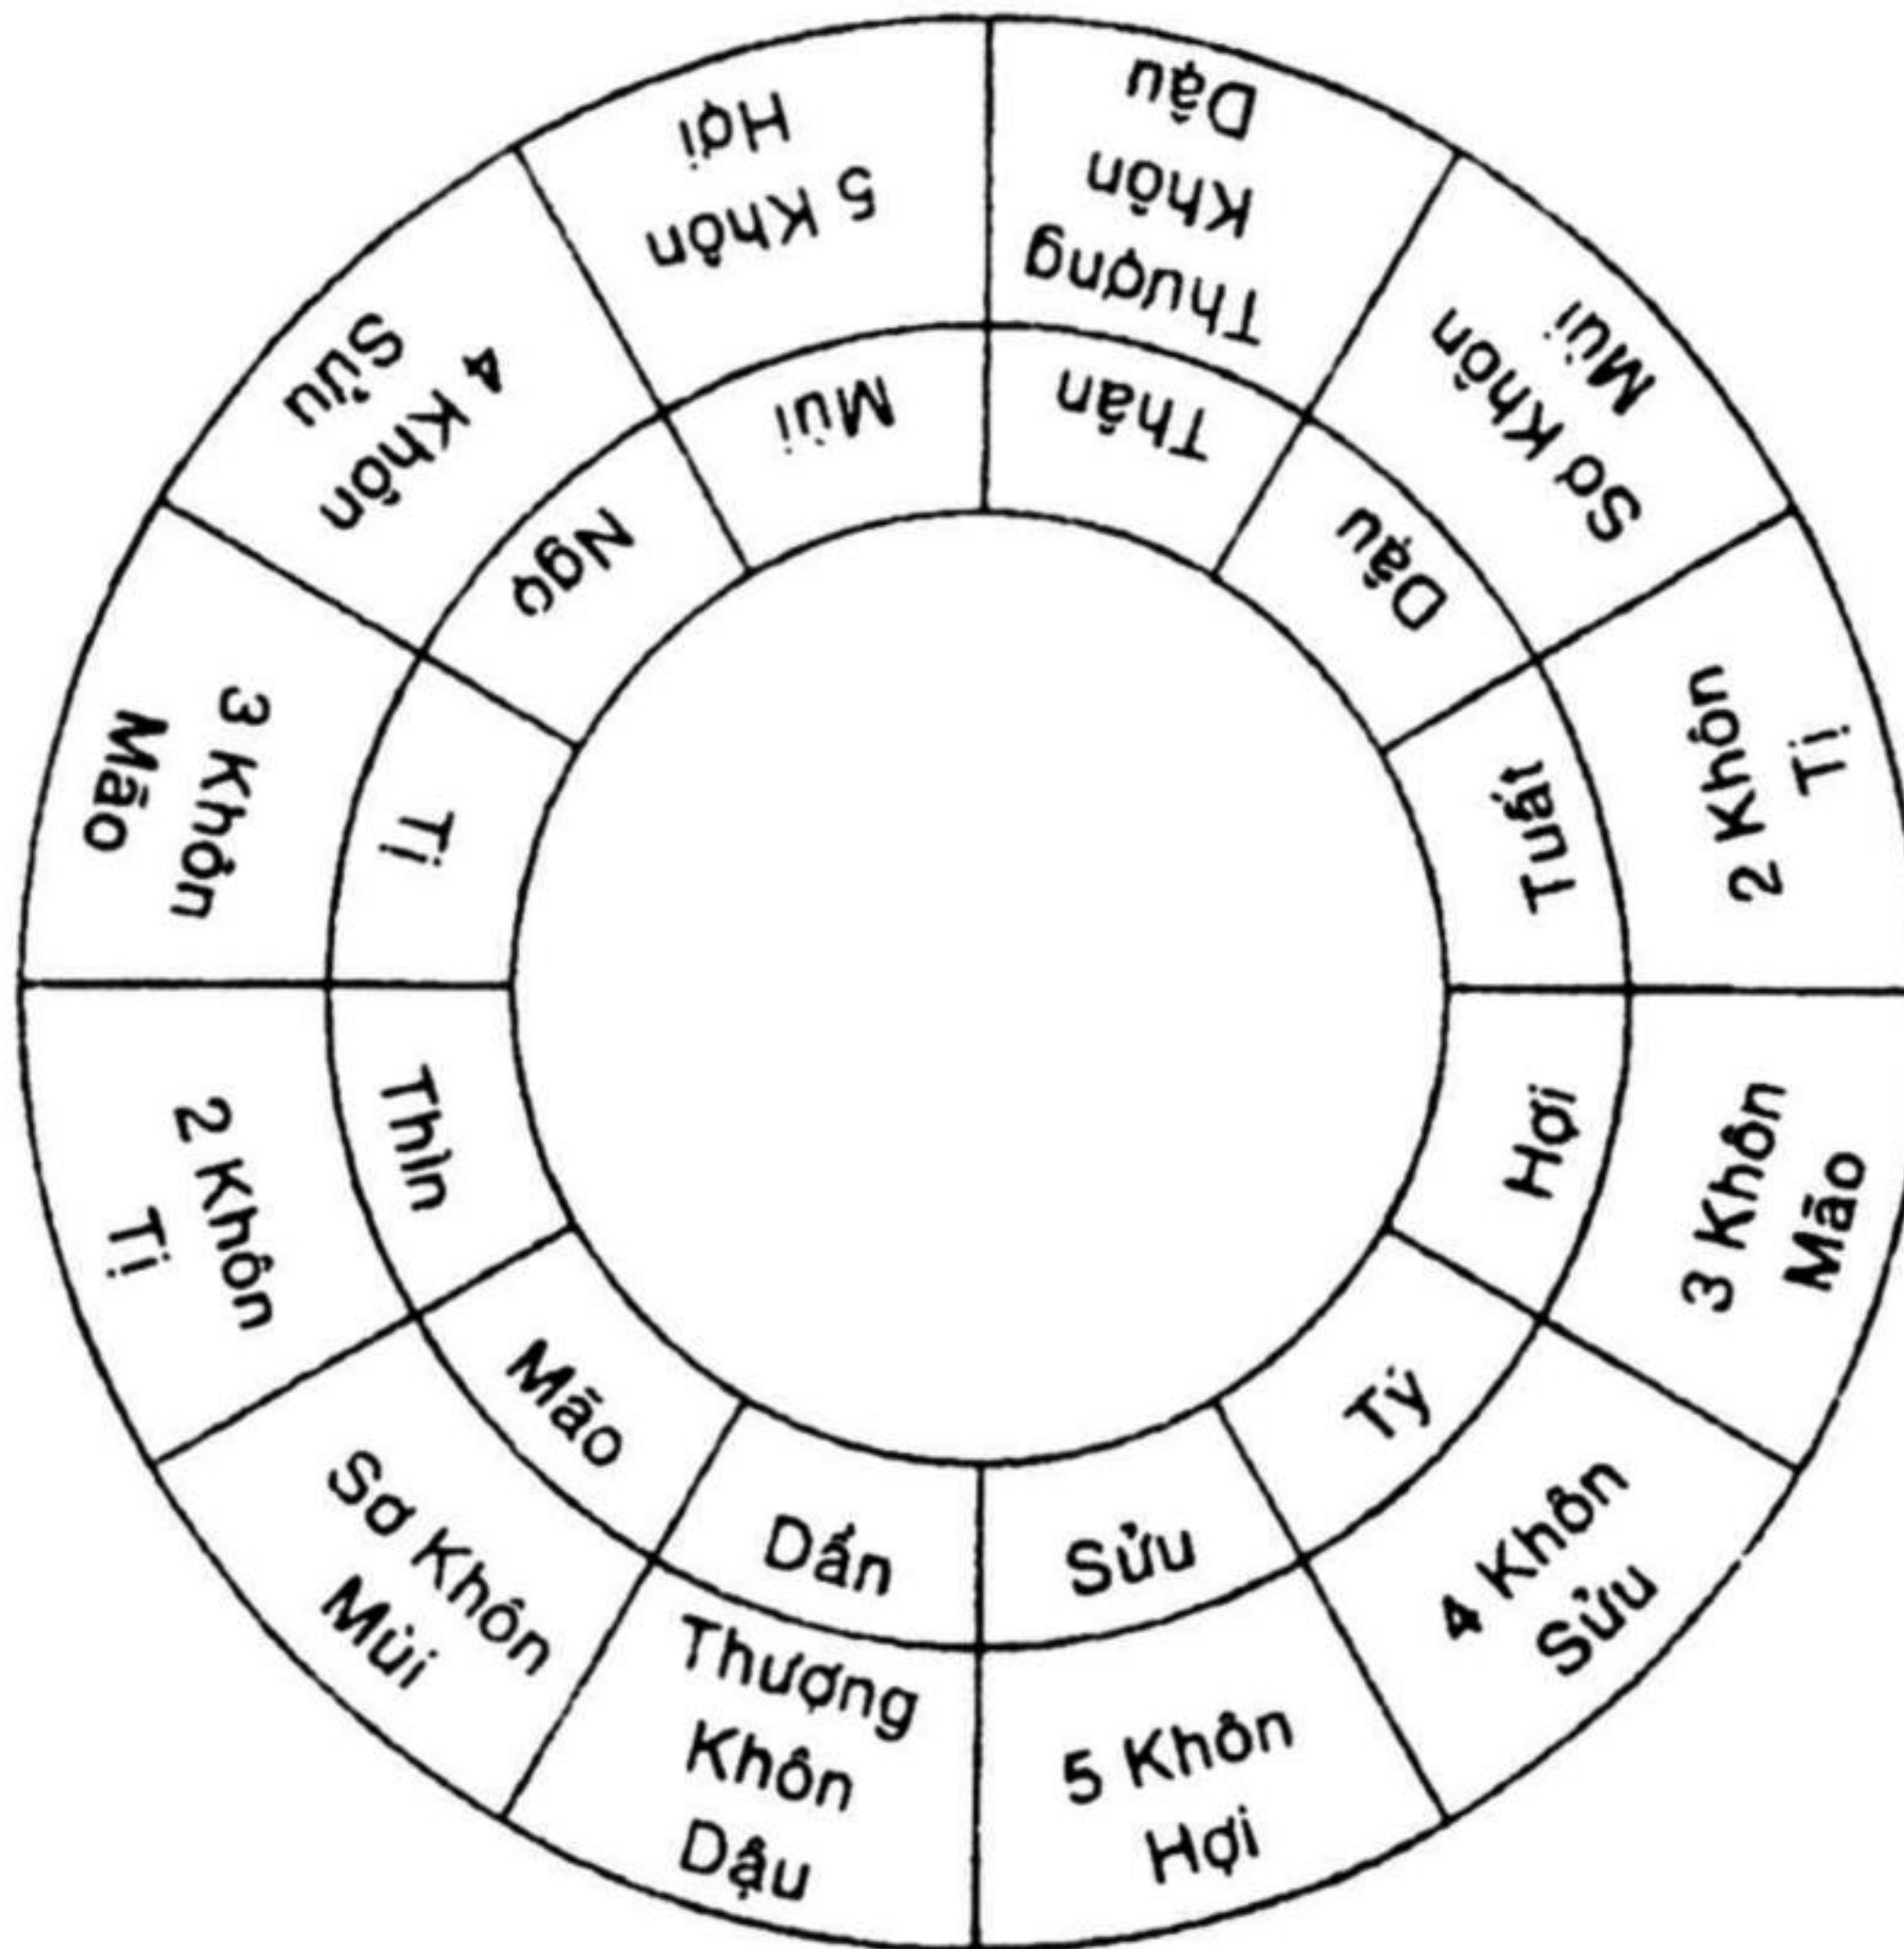 Thân
Thượng
Khôn
Dậu
Dậu
Sơ Khôn
Mùi
Tuất
2 Khôn
Tị
Hợi
3 Khôn
Mão
Tý
4 Khôn
Sửu
Sửu
5 Khôn
Hợi
Dần
Thượng
Khôn
Dậu
Mão
Sơ Khôn
Mùi
Thìn
2 Khôn
Tị
Tị
3 Khôn
Mão
Ngọ
4 Khôn
Sửu
Mùi
5 Khôn
Hợi